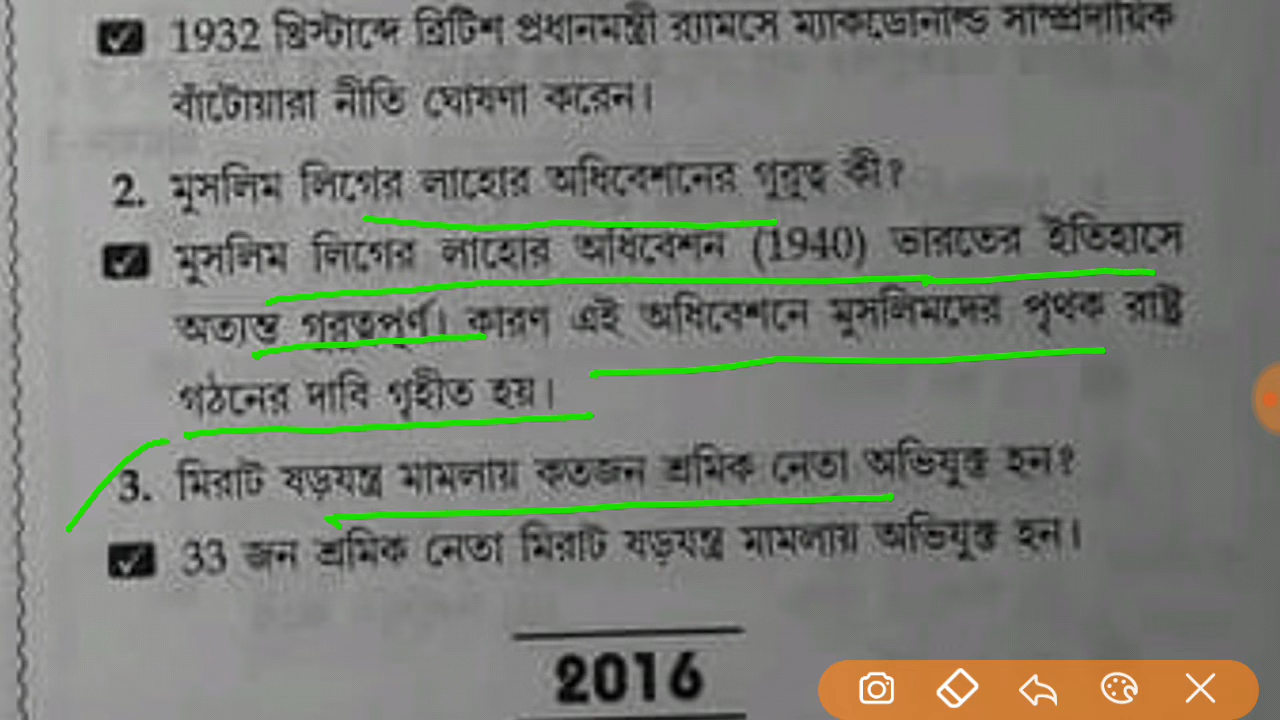 1932 খ্রিস্টাব্দে ব্রিটিশ প্রধানমন্ত্রী র‍্যামসে ম্যাকডোনাল্ড সাম্প্রদায়িক
বাঁটোয়ারা নীতি ঘোষণা করেন।
2. মুসলিম লিগের লাহোর অধিবেশনের গুরুত্ব কী?
মুসলিম লিগের লাহোর অধিবেশন (1940) ভারতের ইতিহাসে
অত্যন্ত গুরুত্বপূর্ণ। কারণ এই অধিবেশনে মুসলিমদের পৃথক রাষ্ট্র
গঠনের দাবি গৃহীত হয়।
3. মিরাট ষড়যন্ত্র মামলায় কতজন শ্রমিক নেতা অভিযুক্ত হন?
33 জন শ্রমিক নেতা মিরাট ষড়যন্ত্র মামলায় অভিযুক্ত হন।
2016